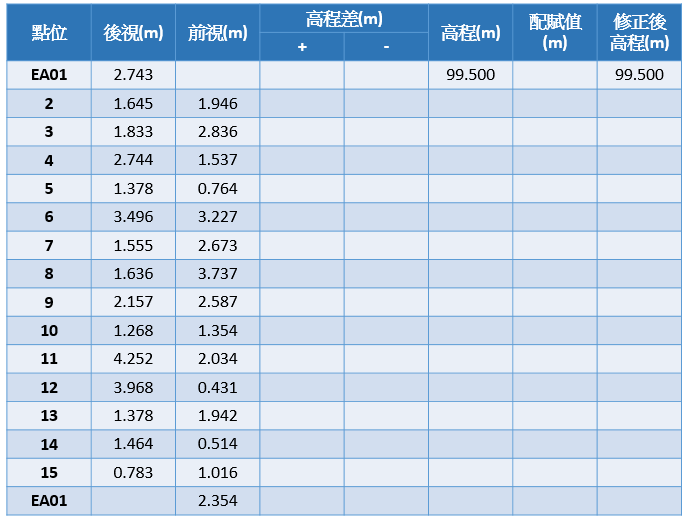 點位 後視(m) 前視(m) 高程差(m) 高程(m) 配賦值(m) 修正後高程(m)
+ -
EA01 2.743 99.500 99.500
2 1.645 1.946
3 1.833 2.836
4 2.744 1.537
5 1.378 0.764
6 3.496 3.227
7 1.555 2.673
8 1.636 3.737
9 2.157 2.587
10 1.268 1.354
11 4.252 2.034
12 3.968 0.431
13 1.378 1.942
14 1.464 0.514
15 0.783 1.016
EA01 2.354